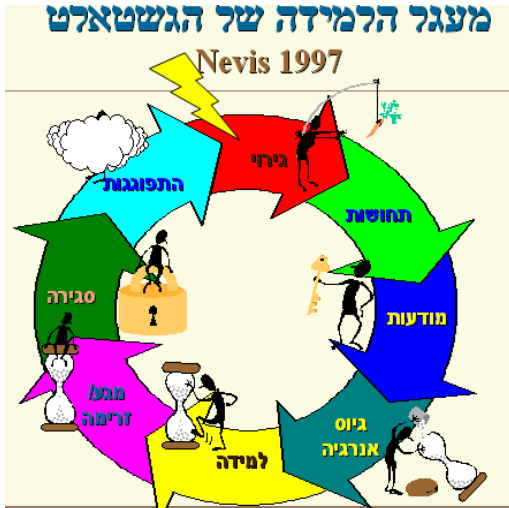 מעגל הלמידה של הגשטאלט
Nevis 1997
גירוי
תחושות
מודעות
גיוס
אנרגיה
למידה
מגע/
זרימה
סגירה
התפוגגות